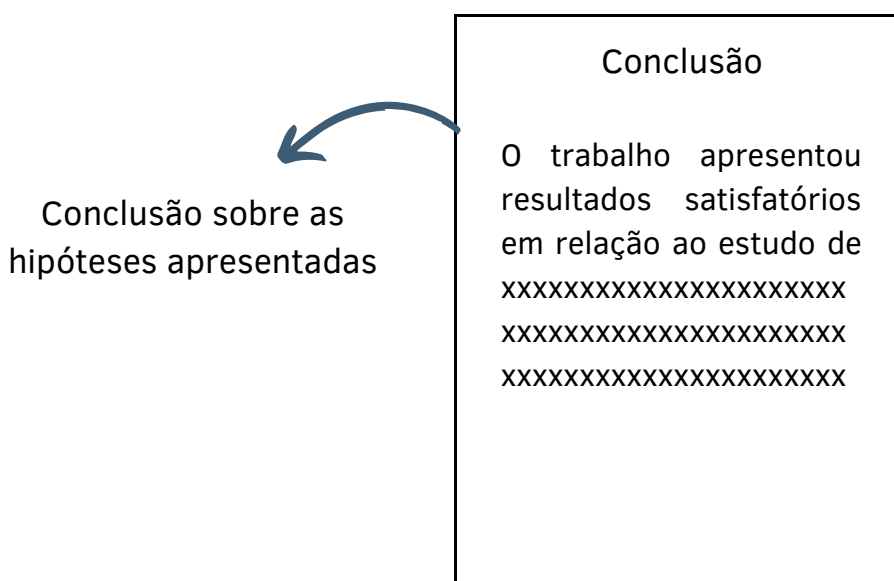 Conclusão
O trabalho apresentou
resultados satisfatórios
em relação ao estudo de
xxxxxxxxxxxxxxxxxxxxxx
xxxxxxxxxxxxxxxxxxxxxx
xxxxxxxxxxxxxxxxxxxxxx
Conclusão sobre as
hipóteses apresentadas